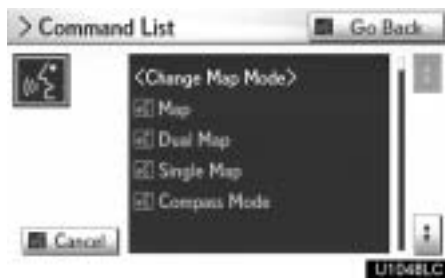 > Command List
Go Back
<Change Map Mode>
Map
Dual Map
Single Map
Compass Mode
Cancel
U1048LC